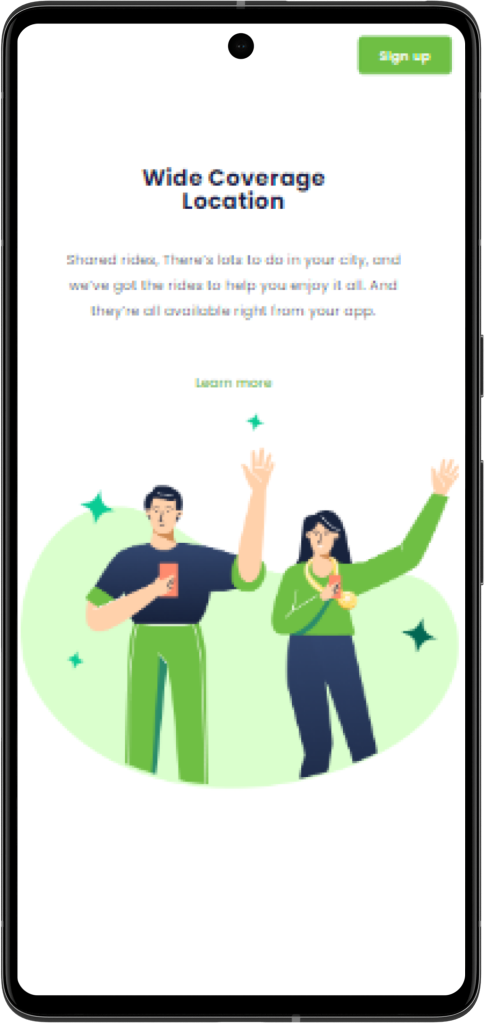 Sign up
Wide Coverage
Location
Shared rides, There's lots to do in your city, and
we've got the rides to help you enjoy it all. And
they're all available right from your app.
Learn more